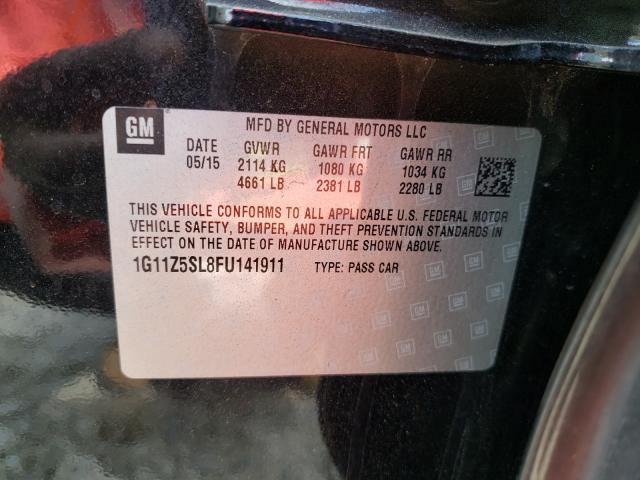 GM
MFD BY GENERAL MOTORS LLC
DATE GVWR GAWR FRT GAWR RR
05/15 2114 KG 1080 KG 1034 KG
4661 LB 2381 LB 2280 LB
THIS VEHICLE CONFORMS TO ALL APPLICABLE U.S. FEDERAL MOTOR
VEHICLE SAFETY, BUMPER, AND THEFT PREVENTION STANDARDS IN
EFFECT ON THE DATE OF MANUFACTURE SHOWN ABOVE.
1G11Z5SL8FU141911 TYPE: PASS CAR